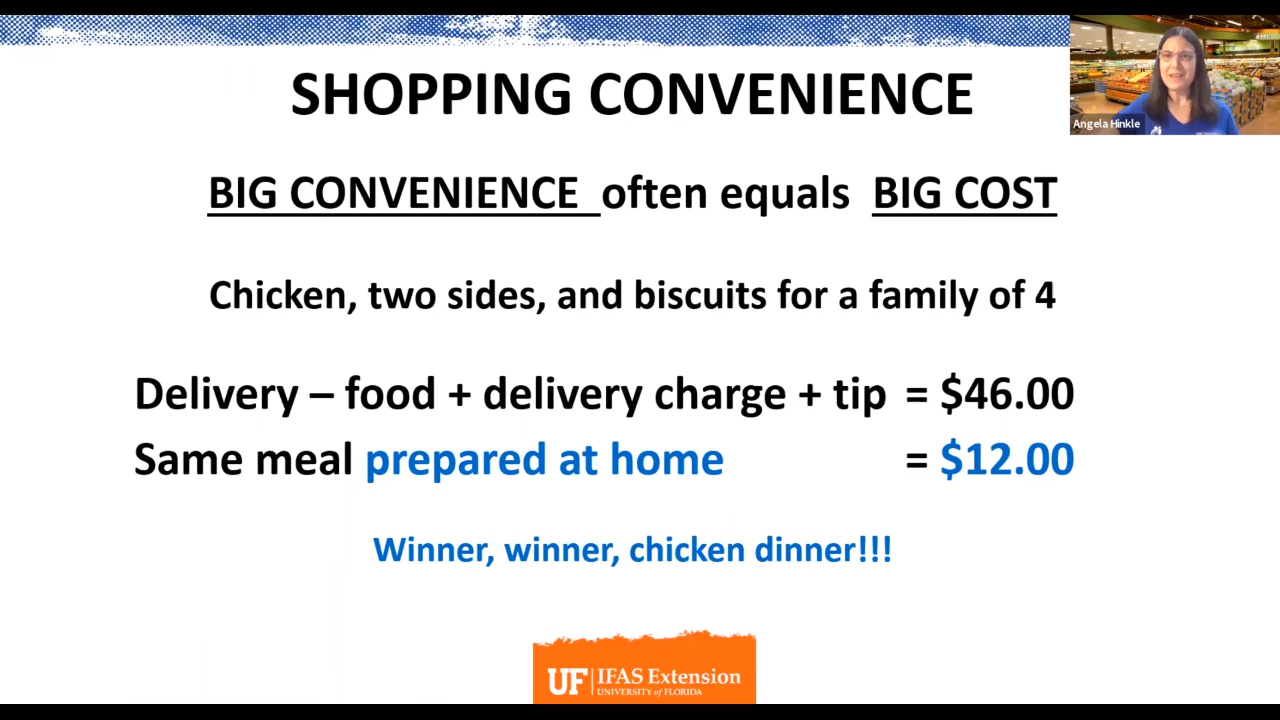 SHOPPING CONVENIENCE
Angela Hinkle
BIG CONVENIENCE often equals BIG COST
Chicken, two sides, and biscuits for a family of 4
Delivery – food + delivery charge + tip = $46.00
Same meal prepared at home = $12.00
Winner, winner, chicken dinner!!!
UF IFAS Extension
UNIVERSITY of FLORIDA